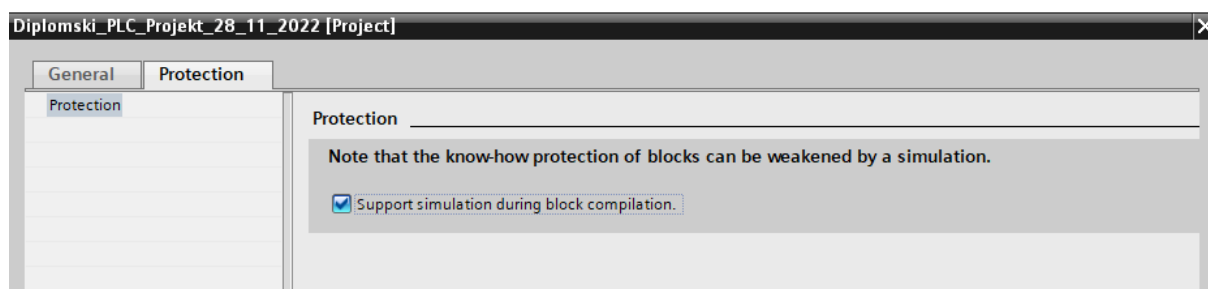 Diplomski_PLC_Projekt_28_11_2022 [Project]
General Protection
Protection
Protection
Note that the know-how protection of blocks can be weakened by a simulation.
Support simulation during block compilation.